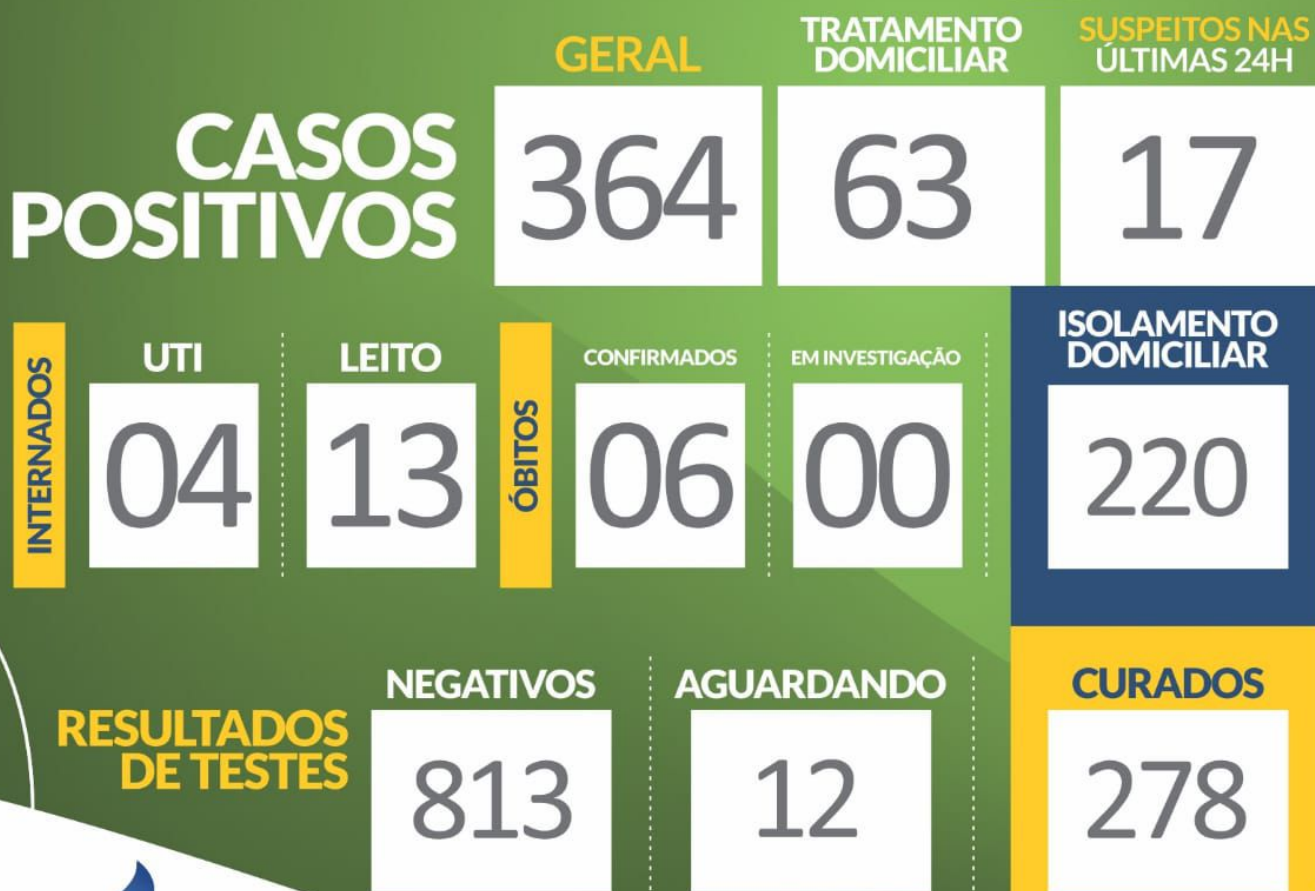 GERAL
TRATAMENTO
DOMICILIAR
SUSPEITOS NAS
ÚLTIMAS 24H
CASOS
POSITIVOS
364
63
17
INTERNADOS
UTI
04
LEITO
13
ÓBITOS
CONFIRMADOS
06
EM INVESTIGAÇÃO
00
ISOLAMENTO
DOMICILIAR
220
RESULTADOS
DE TESTES
NEGATIVOS
813
AGUARDANDO
12
CURADOS
278